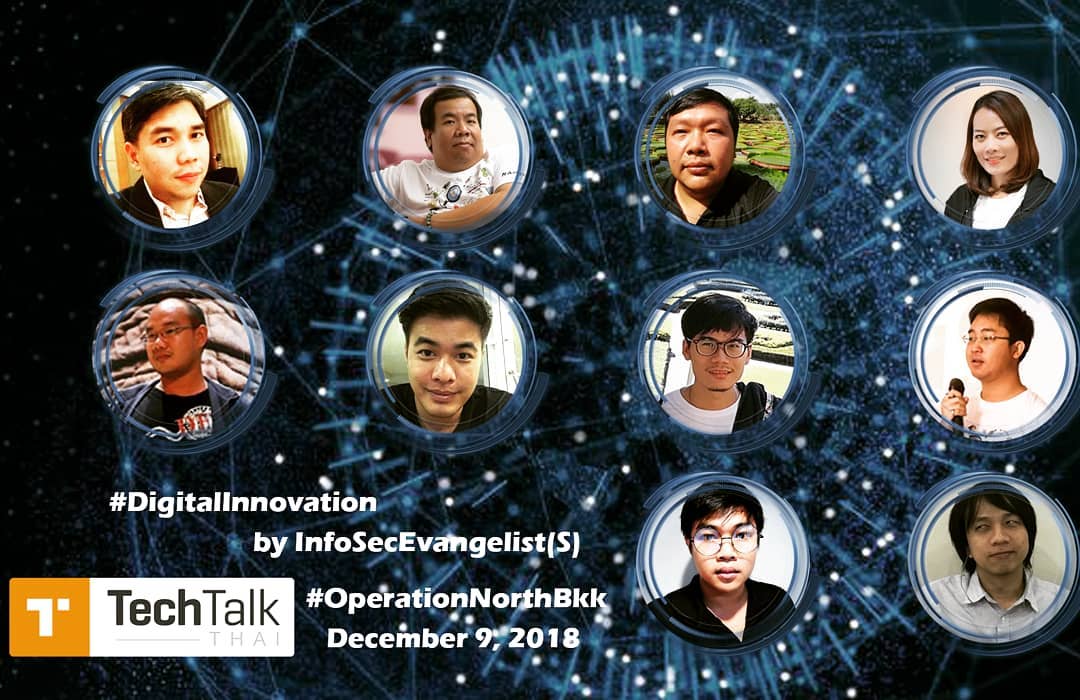 #DigitalInnovation
by InfoSecEvangelist(S)
TechTalk
THAI
#OperationNorthBkk
December 9, 2018